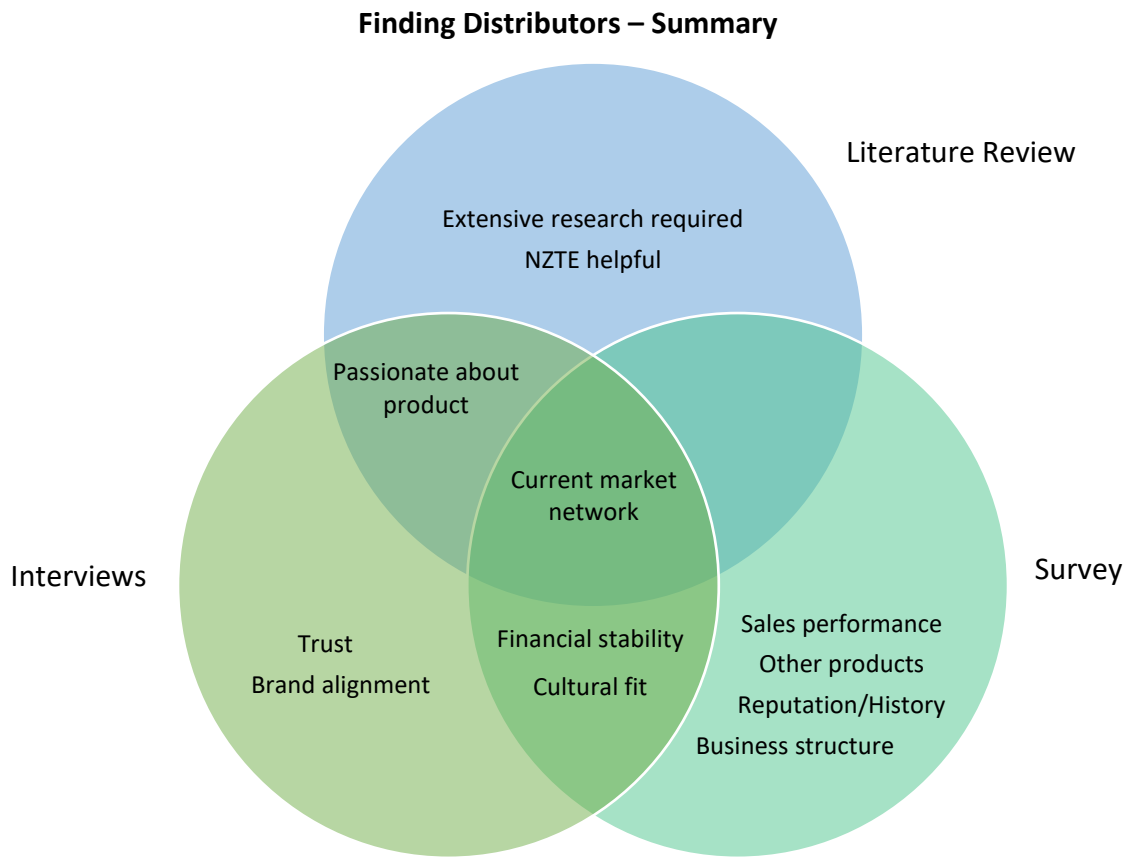 Finding Distributors – Summary
Literature Review
Extensive research required
NZTE helpful
Passionate about
product
Current market
network
Interviews
Survey
Trust
Brand alignment
Financial stability
Cultural fit
Sales performance
Other products
Reputation/History
Business structure